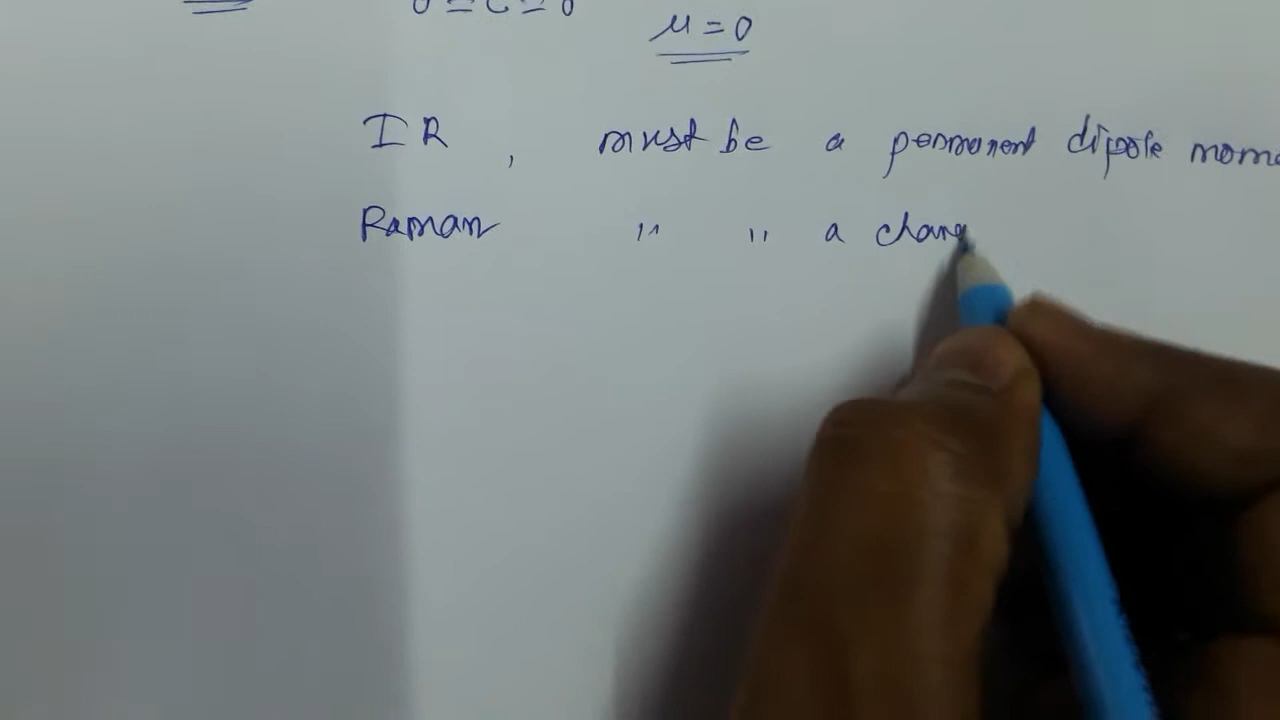 O = C = O
μ = 0
IR , must be a permanent dipole mome
Raman " " a chang